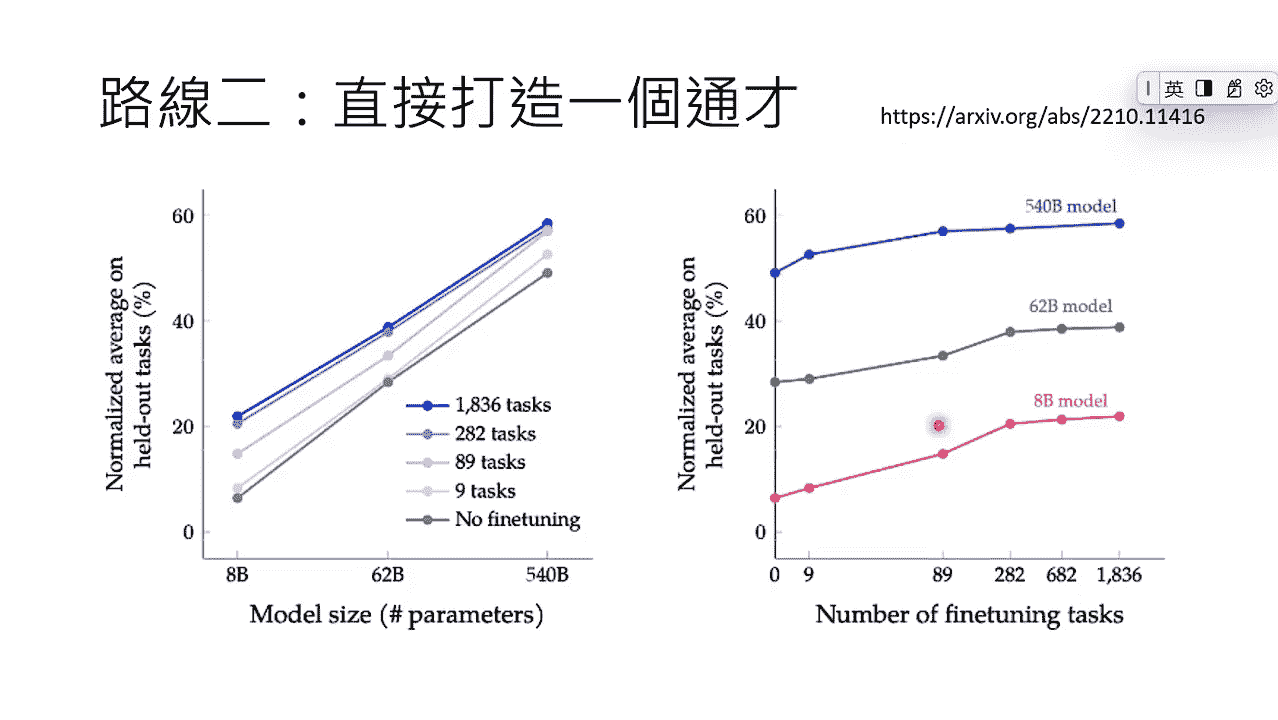 路線二：直接打造一個通才
英
https://arxiv.org/abs/2210.11416
Normalized average on
held-out tasks (%)
60
40
20
0
1,836 tasks
282 tasks
89 tasks
9 tasks
No finetuning
8B
62B
540B
Model size (# parameters)
Normalized average on
held-out tasks (%)
60
40
20
0
540B model
62B model
8B model
0
9
89
282
682
1,836
Number of finetuning tasks